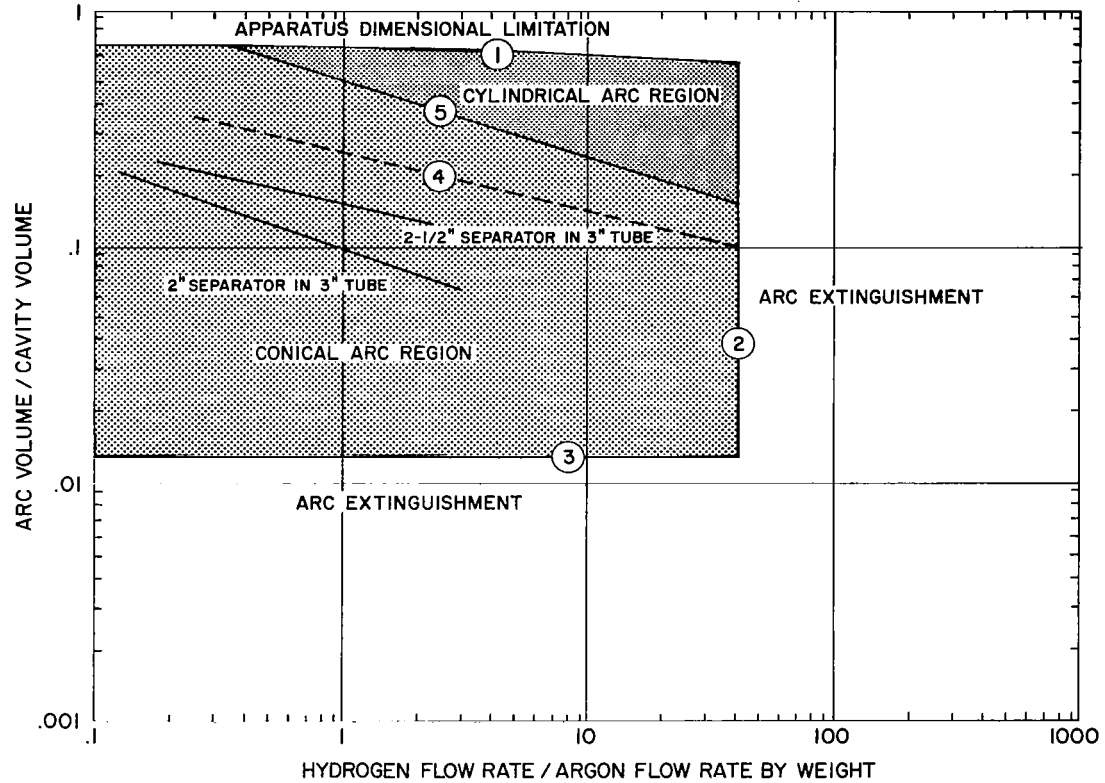 1
APPARATUS DIMENSIONAL LIMITATION
1
CYLINDRICAL ARC REGION
5
4
2-1/2" SEPARATOR IN 3" TUBE
.1
2" SEPARATOR IN 3" TUBE
ARC EXTINGUISHMENT
2
CONICAL ARC REGION
3
.01
ARC EXTINGUISHMENT
.001
ARC VOLUME / CAVITY VOLUME
.1 1 10 100 1000
HYDROGEN FLOW RATE / ARGON FLOW RATE BY WEIGHT